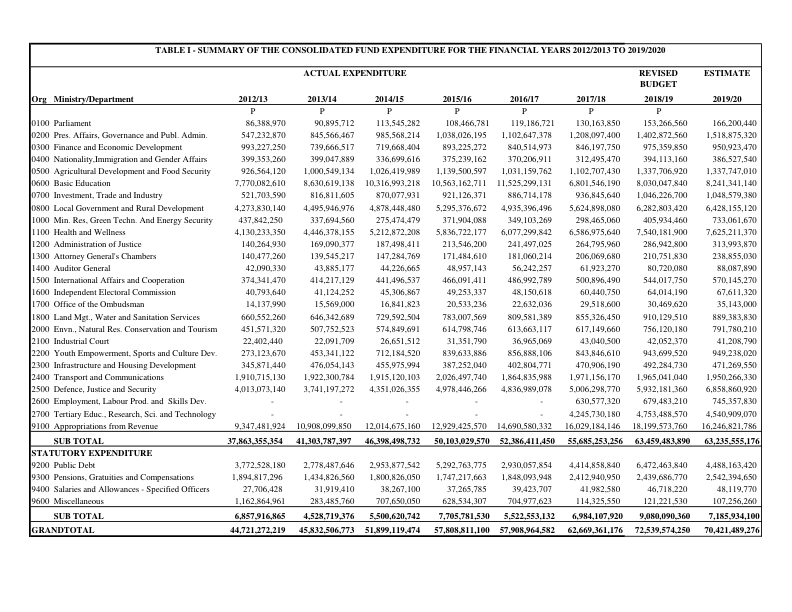 TABLE I - SUMMARY OF THE CONSOLIDATED FUND EXPENDITURE FOR THE FINANCIAL YEARS 2012/2013 TO 2019/2020
ACTUAL EXPENDITURE REVISED BUDGET ESTIMATE
Org Ministry/Department 2012/13 2013/14 2014/15 2015/16 2016/17 2017/18 2018/19 2019/20
P P P P P P P P
0100 Parliament 86,388,970 90,895,712 113,545,282 108,466,781 119,186,721 130,163,850 153,266,560 166,200,440
0200 Pres. Affairs, Governance and Publ. Admin. 547,232,870 845,566,467 985,568,214 1,038,026,195 1,102,647,378 1,208,097,400 1,402,872,560 1,518,875,320
0300 Finance and Economic Development 993,227,250 739,666,517 719,668,404 893,225,272 840,514,973 846,197,750 975,359,850 950,923,470
0400 Nationality,Immigration and Gender Affairs 399,353,260 399,047,889 336,699,616 375,239,162 370,206,911 312,495,470 394,113,160 386,527,540
0500 Agricultural Development and Food Security 926,564,120 1,000,549,134 1,026,419,989 1,139,500,597 1,031,159,762 1,102,707,430 1,337,706,920 1,337,747,010
0600 Basic Education 7,770,082,610 8,630,619,138 10,316,993,218 10,563,162,711 11,525,299,131 6,801,546,190 8,030,047,840 8,241,341,140
0700 Investment, Trade and Industry 521,703,590 816,811,605 870,077,931 921,126,371 886,714,178 936,845,640 1,046,226,700 1,048,579,380
0800 Local Government and Rural Development 4,273,830,140 4,495,946,976 4,878,448,480 5,295,376,672 4,935,396,496 5,624,898,080 6,282,803,420 6,428,155,120
1000 Min. Res, Green Techn. And Energy Security 437,842,250 337,694,560 275,474,479 371,904,088 349,103,269 298,465,060 405,934,460 733,061,670
1100 Health and Wellness 4,130,233,350 4,446,378,155 5,212,872,208 5,836,722,177 6,077,299,842 6,586,975,640 7,540,181,900 7,625,211,370
1200 Administration of Justice 140,264,930 169,090,377 187,498,411 213,546,200 241,497,025 264,795,960 286,942,800 313,993,870
1300 Attorney General's Chambers 140,477,260 139,545,217 147,284,769 171,484,610 181,060,214 206,069,680 210,751,830 238,855,030
1400 Auditor General 42,090,330 43,885,177 44,226,665 48,957,143 56,242,257 61,923,270 80,720,080 88,087,890
1500 International Affairs and Cooperation 374,341,470 414,217,129 441,496,537 466,091,411 486,992,789 500,896,490 544,017,750 570,145,270
1600 Independent Electoral Commission 40,793,640 41,124,252 45,306,867 49,253,337 48,150,618 60,440,750 64,014,190 67,611,320
1700 Office of the Ombudsman 14,137,990 15,569,000 16,841,823 20,533,236 22,632,036 29,518,600 30,469,620 35,143,000
1800 Land Mgt., Water and Sanitation Services 660,552,260 646,342,689 729,592,504 783,007,569 809,581,389 855,326,450 910,129,510 889,383,830
2000 Envn., Natural Res. Conservation and Tourism 451,571,320 507,752,523 574,849,691 614,798,746 613,663,117 617,149,660 756,120,180 791,780,210
2100 Industrial Court 22,402,440 22,091,709 26,651,512 31,351,796 36,965,069 43,040,500 42,052,370 41,208,790
2200 Youth Empowerment, Sports and Culture Dev. 273,123,670 453,341,122 712,184,520 839,633,886 856,888,106 843,846,610 943,699,520 949,238,020
2300 Infrastructure and Housing Development 345,871,440 476,054,143 455,975,994 387,252,040 402,804,771 470,906,190 492,284,730 471,269,550
2400 Transport and Communications 1,910,715,130 1,922,300,784 1,915,120,103 2,026,497,740 1,864,835,988 1,971,156,170 1,965,041,040 1,950,266,330
2500 Defence, Justice and Security 4,013,073,140 3,741,197,272 4,351,026,355 4,978,446,266 4,836,989,078 5,006,298,770 5,932,181,360 6,858,860,920
2600 Employment, Labour Prod. and Skills Dev. - - - - - 630,577,320 679,483,210 745,357,830
2700 Tertiary Educ., Research, Sci. and Technology - - - - - 4,245,730,180 4,753,488,570 4,540,909,070
9100 Appropriations from Revenue 9,347,481,924 10,908,099,850 12,014,675,160 12,929,425,570 14,690,580,332 16,029,184,146 18,199,573,760 16,246,821,786
SUB TOTAL 37,863,355,354 41,303,787,397 46,398,498,732 50,103,029,570 52,386,411,450 55,685,253,256 63,459,483,890 63,235,555,176
STATUTORY EXPENDITURE
9200 Public Debt 3,772,528,180 2,778,487,646 2,953,877,542 5,292,763,775 2,930,057,854 4,414,858,840 6,472,463,840 4,488,163,420
9300 Pensions, Gratuities and Compensations 1,894,817,296 1,434,626,560 1,800,826,050 1,747,217,663 1,848,093,948 2,412,940,950 2,439,686,770 2,542,394,650
9400 Salaries and Allowances - Specified Officers 27,706,428 31,919,410 38,267,100 37,265,785 39,423,707 41,982,580 46,718,220 48,119,770
9600 Miscellaneous 1,162,864,961 283,485,760 707,650,050 628,534,307 704,977,623 114,325,550 121,221,530 107,256,260
SUB TOTAL 6,857,916,865 4,528,719,376 5,500,620,742 7,705,781,530 5,522,553,132 6,984,107,920 9,080,090,360 7,185,934,100
GRANDTOTAL 44,721,272,219 45,832,506,773 51,899,119,474 57,808,811,100 57,908,964,582 62,669,361,176 72,539,574,250 70,421,489,276